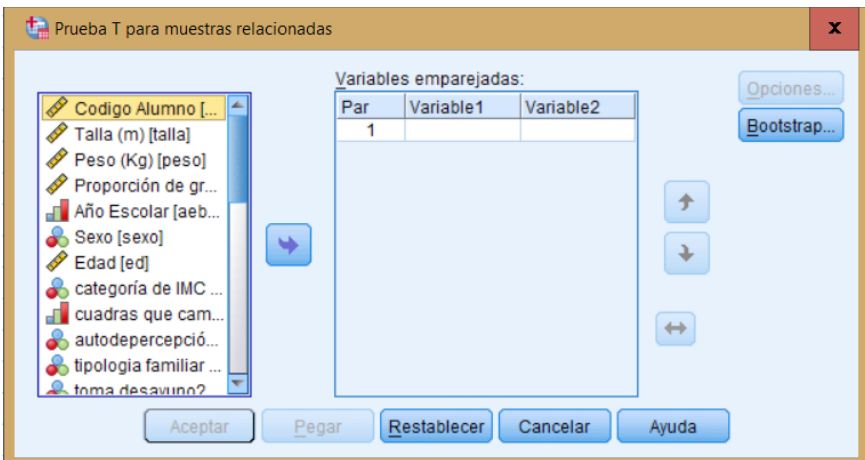 Prueba T para muestras relacionadas
x
Variables emparejadas:
Codigo Alumno [...
Talla (m) [talla]
Peso (Kg) [peso]
Proporción de gr...
Año Escolar [aeb...
Sexo [sexo]
Edad [ed]
categoría de IMC ...
cuadras que cam...
autodepercepció...
tipologia familiar ...
toma desayuno?
Par Variable1 Variable2
1
Opciones...
Bootstrap...
Aceptar Pegar Restablecer Cancelar Ayuda